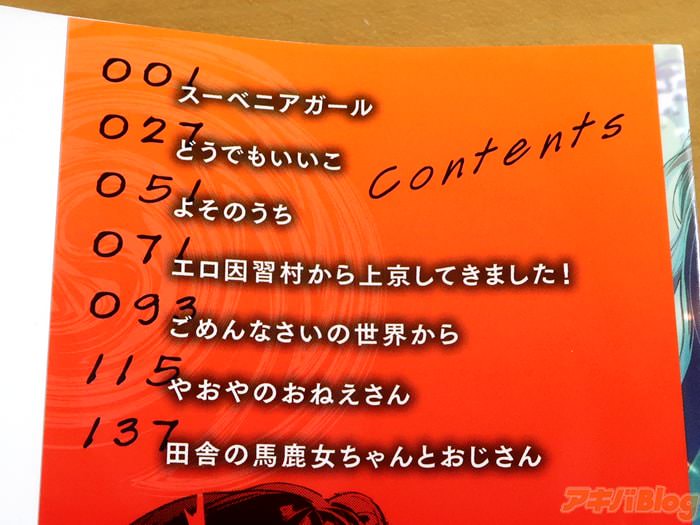 Contents
001
スーベニアガール
027
どうでもいいこ
051
よそのうち
071
エロ因習村から上京してきました!
093
ごめんなさいの世界から
115
やおやのおねえさん
137
田舎の馬鹿女ちゃんとおじさん
アキバBlog